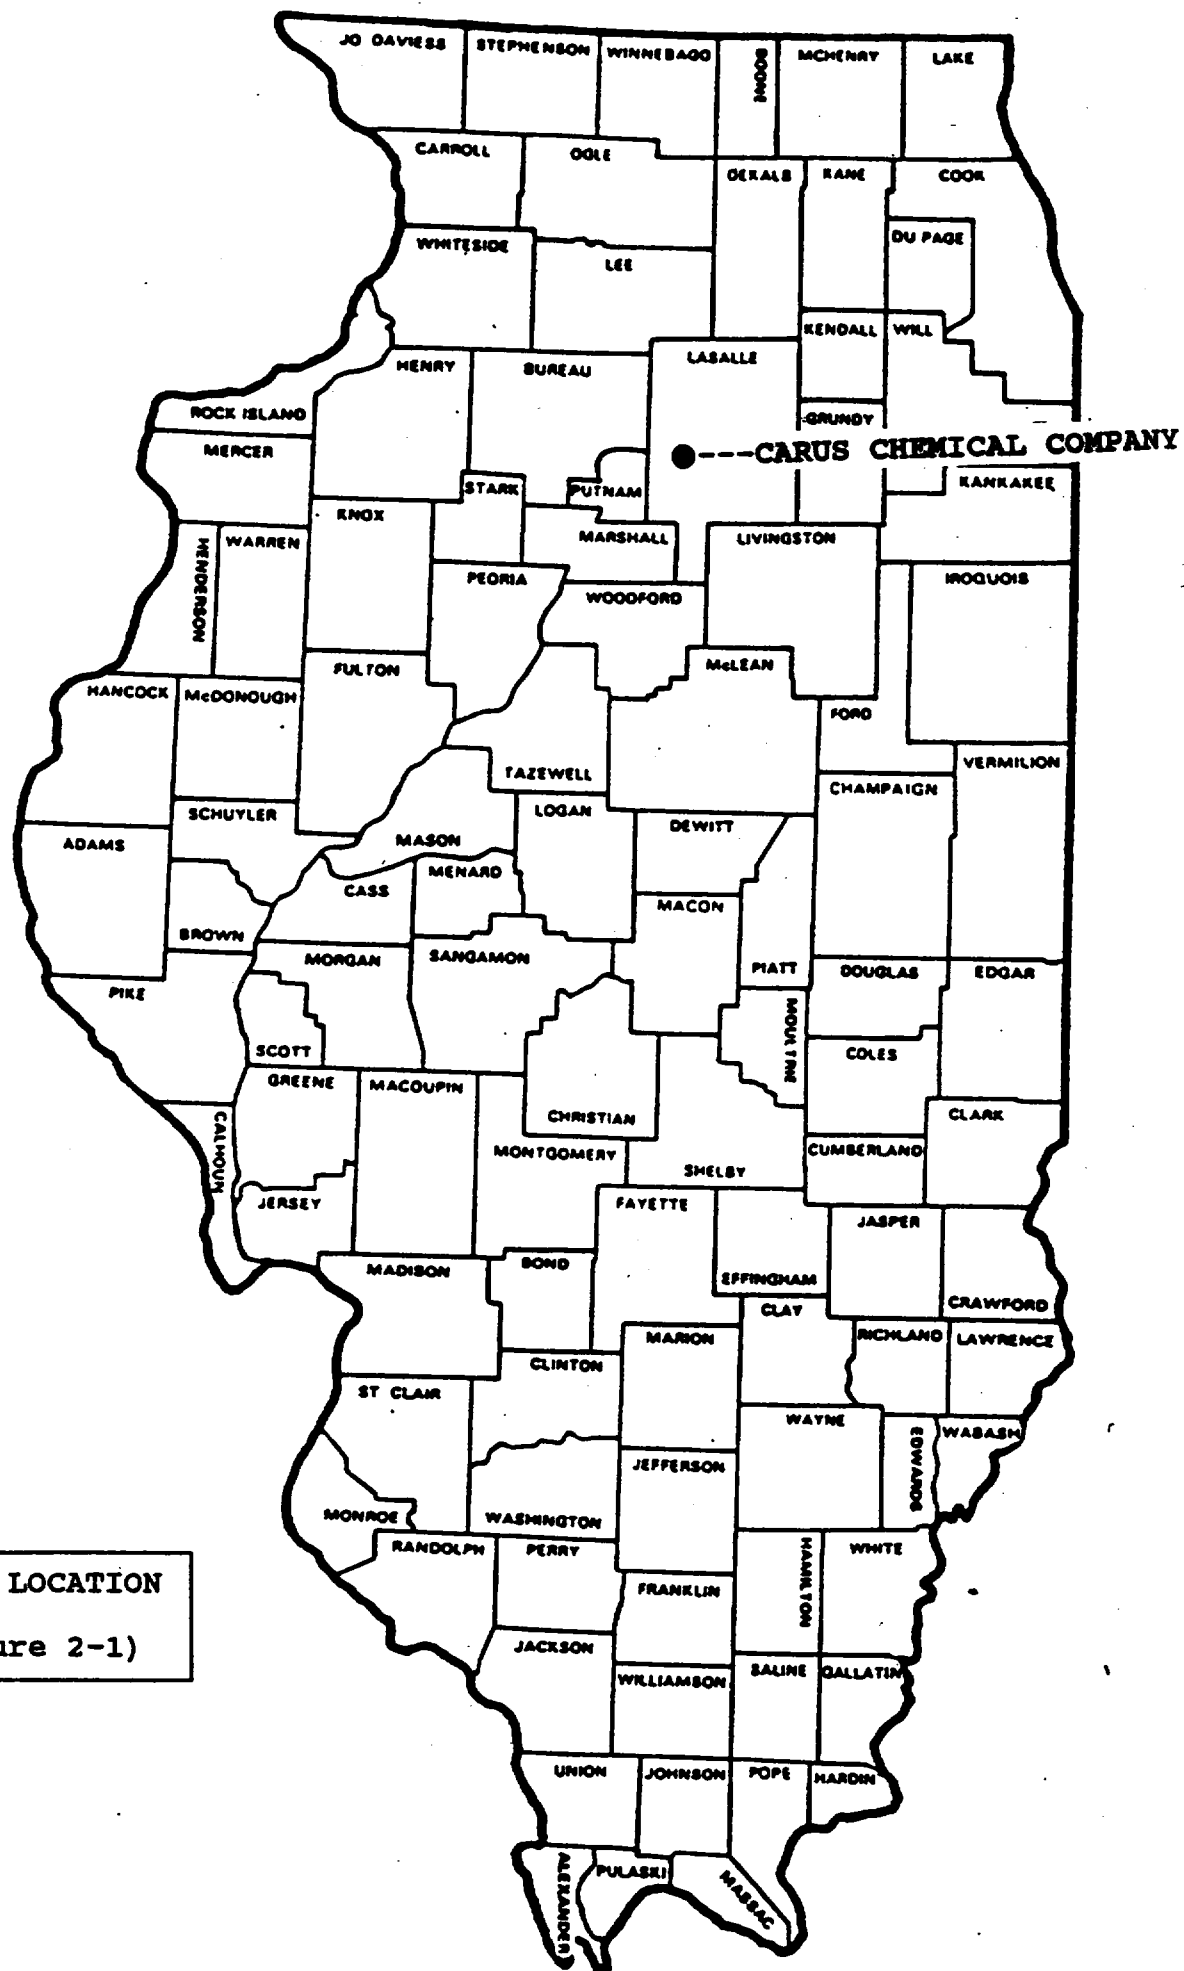 JO DAVIESS
STEPHENSON
WINNEBAGO
BOONE
MCHENRY
LAKE
CARROLL
OGLE
DEKALB
KANE
COOK
DU PAGE
WHITESIDE
LEE
KENDALL
WILL
HENRY
BUREAU
LASALLE
ROCK ISLAND
GRUNDY
MERCER
---CARUS CHEMICAL COMPANY
STARK
PUTNAM
KANKAKEE
KNOX
HENDERSON
WARREN
MARSHALL
LIVINGSTON
PEORIA
WOODFORD
IROQUOIS
FULTON
McLEAN
HANCOCK
McDONOUGH
FORD
TAZEWELL
VERMILION
CHAMPAIGN
SCHUYLER
LOGAN
ADAMS
MASON
DEWITT
CASS
MENARD
MACON
BROWN
MORGAN
SANGAMON
PIATT
DOUGLAS
EDGAR
PIKE
MOULTRIE
SCOTT
COLES
GREENE
MACOUPIN
CHRISTIAN
CLARK
CALHOUN
MONTGOMERY
CUMBERLAND
SHELBY
JERSEY
FAYETTE
JASPER
MADISON
BOND
EFFINGHAM
CLAY
CRAWFORD
MARION
RICHLAND
LAWRENCE
CLINTON
ST CLAIR
WAYNE
EDWARDS
WABASH
JEFFERSON
MONROE
WASHINGTON
RANDOLPH
PERRY
HAMILTON
WHITE
LOCATION
FRANKLIN
ure 2-1)
JACKSON
WILLIAMSON
SALINE
GALLATIN
UNION
JOHNSON
POPE
HARDIN
ALEXANDER
PULASKI
MASSAC